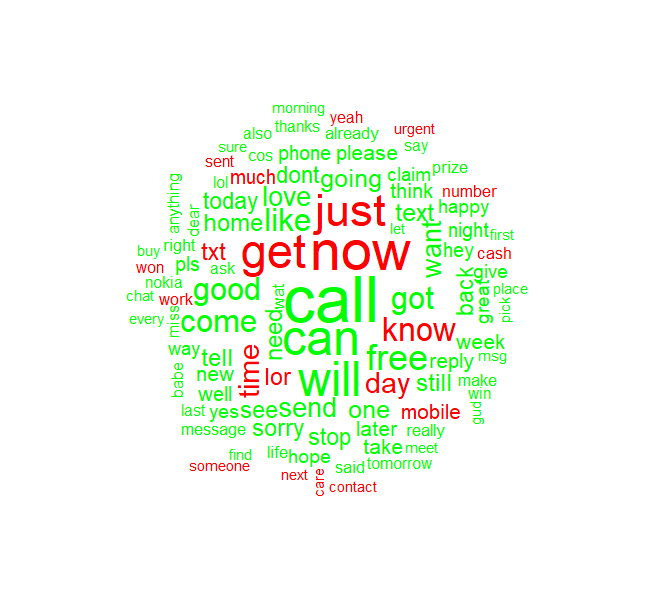 morning
thanks
yeah
also
already
urgent
sure
cos
phone
please
say
sent
lol
much
dont
going
claim
prize
anything
dear
today
love
think
number
home
like
just
text
happy
let
want
night
first
buy
right
txt
get
now
hey
cash
won
pls
ask
back
give
nokia
good
wat
call
got
great
place
chat
work
pick
every
miss
come
need
can
know
week
way
tell
free
reply
msg
babe
new
time
lor
will
day
still
make
well
win
last
yes
see
send
one
mobile
gud
message
sorry
stop
later
really
find
life
hope
take
meet
someone
said
tomorrow
next
care
contact